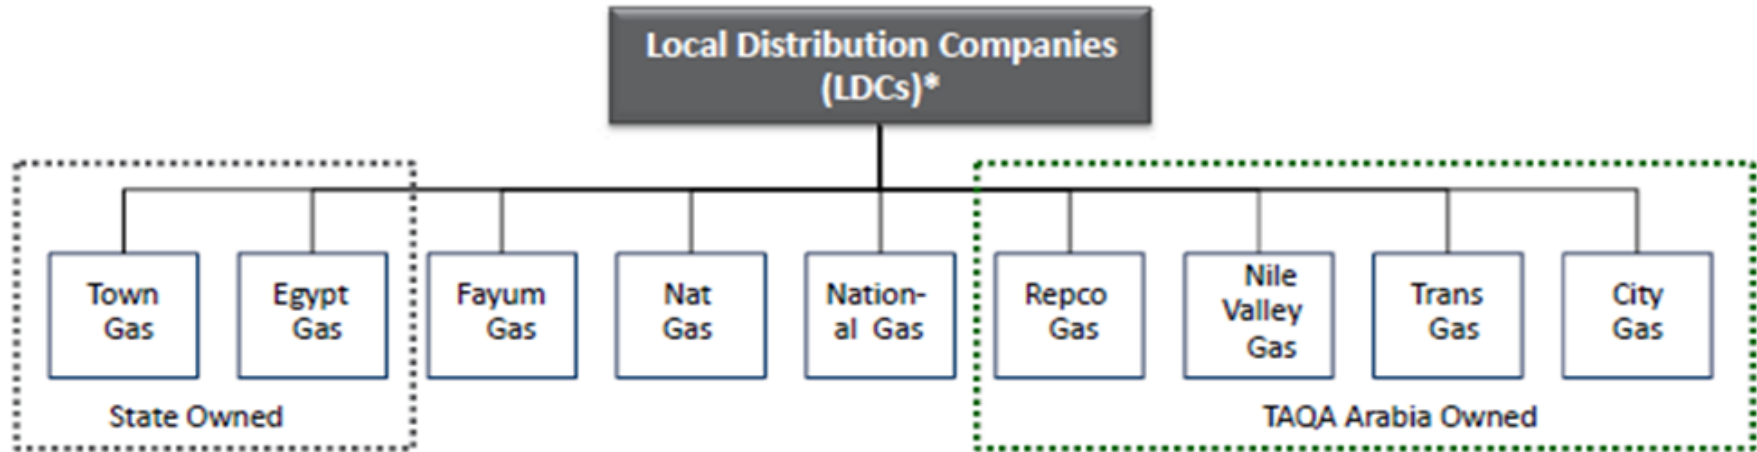 Local Distribution Companies
(LDCs)*
Town
Gas
Egypt
Gas
Fayum
Gas
Nat
Gas
Nation-
al Gas
Repco
Gas
Nile
Valley
Gas
Trans
Gas
City
Gas
State Owned
TAQA Arabia Owned